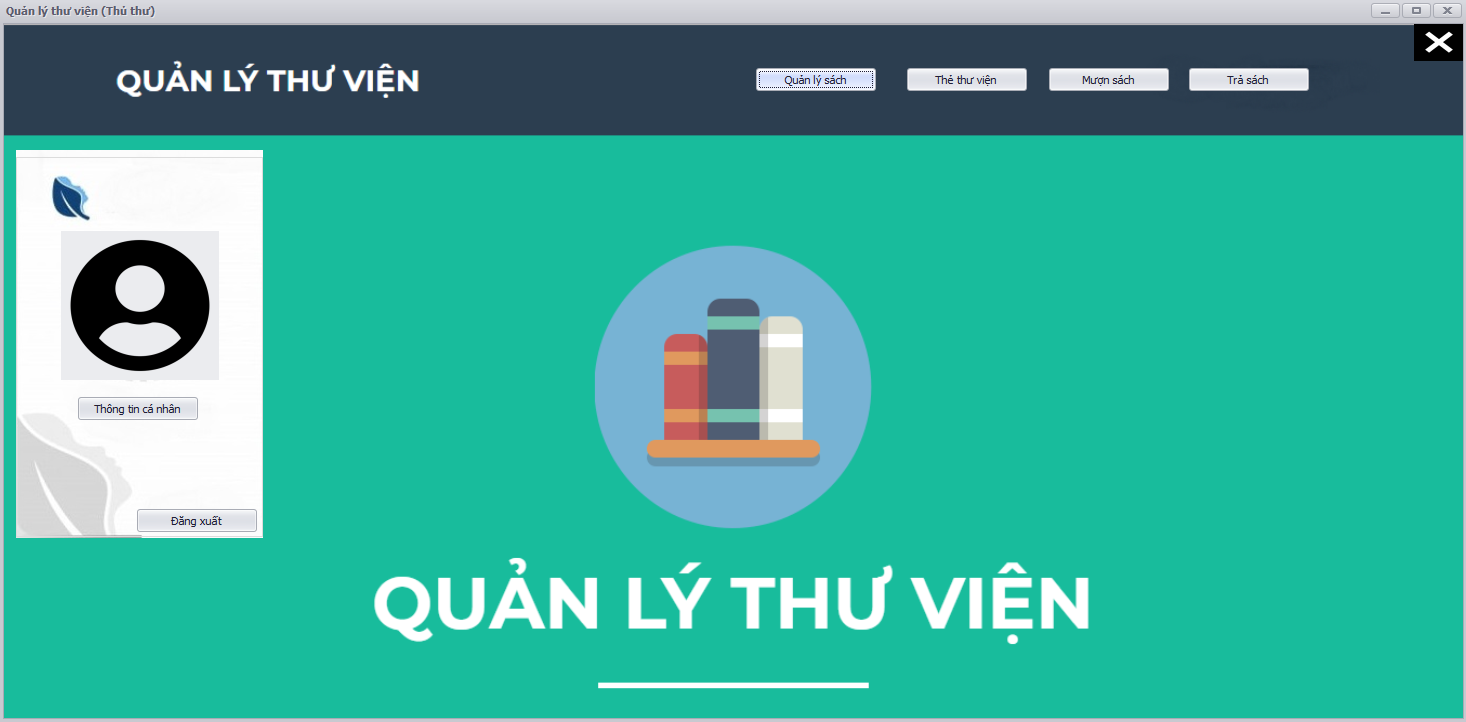 Quản lý thư viện (Thủ thư)
QUẢN LÝ THƯ VIỆN
Quản lý sách
Thẻ thư viện
Mượn sách
Trả sách
Thông tin cá nhân
Đăng xuất
QUẢN LÝ THƯ VIỆN